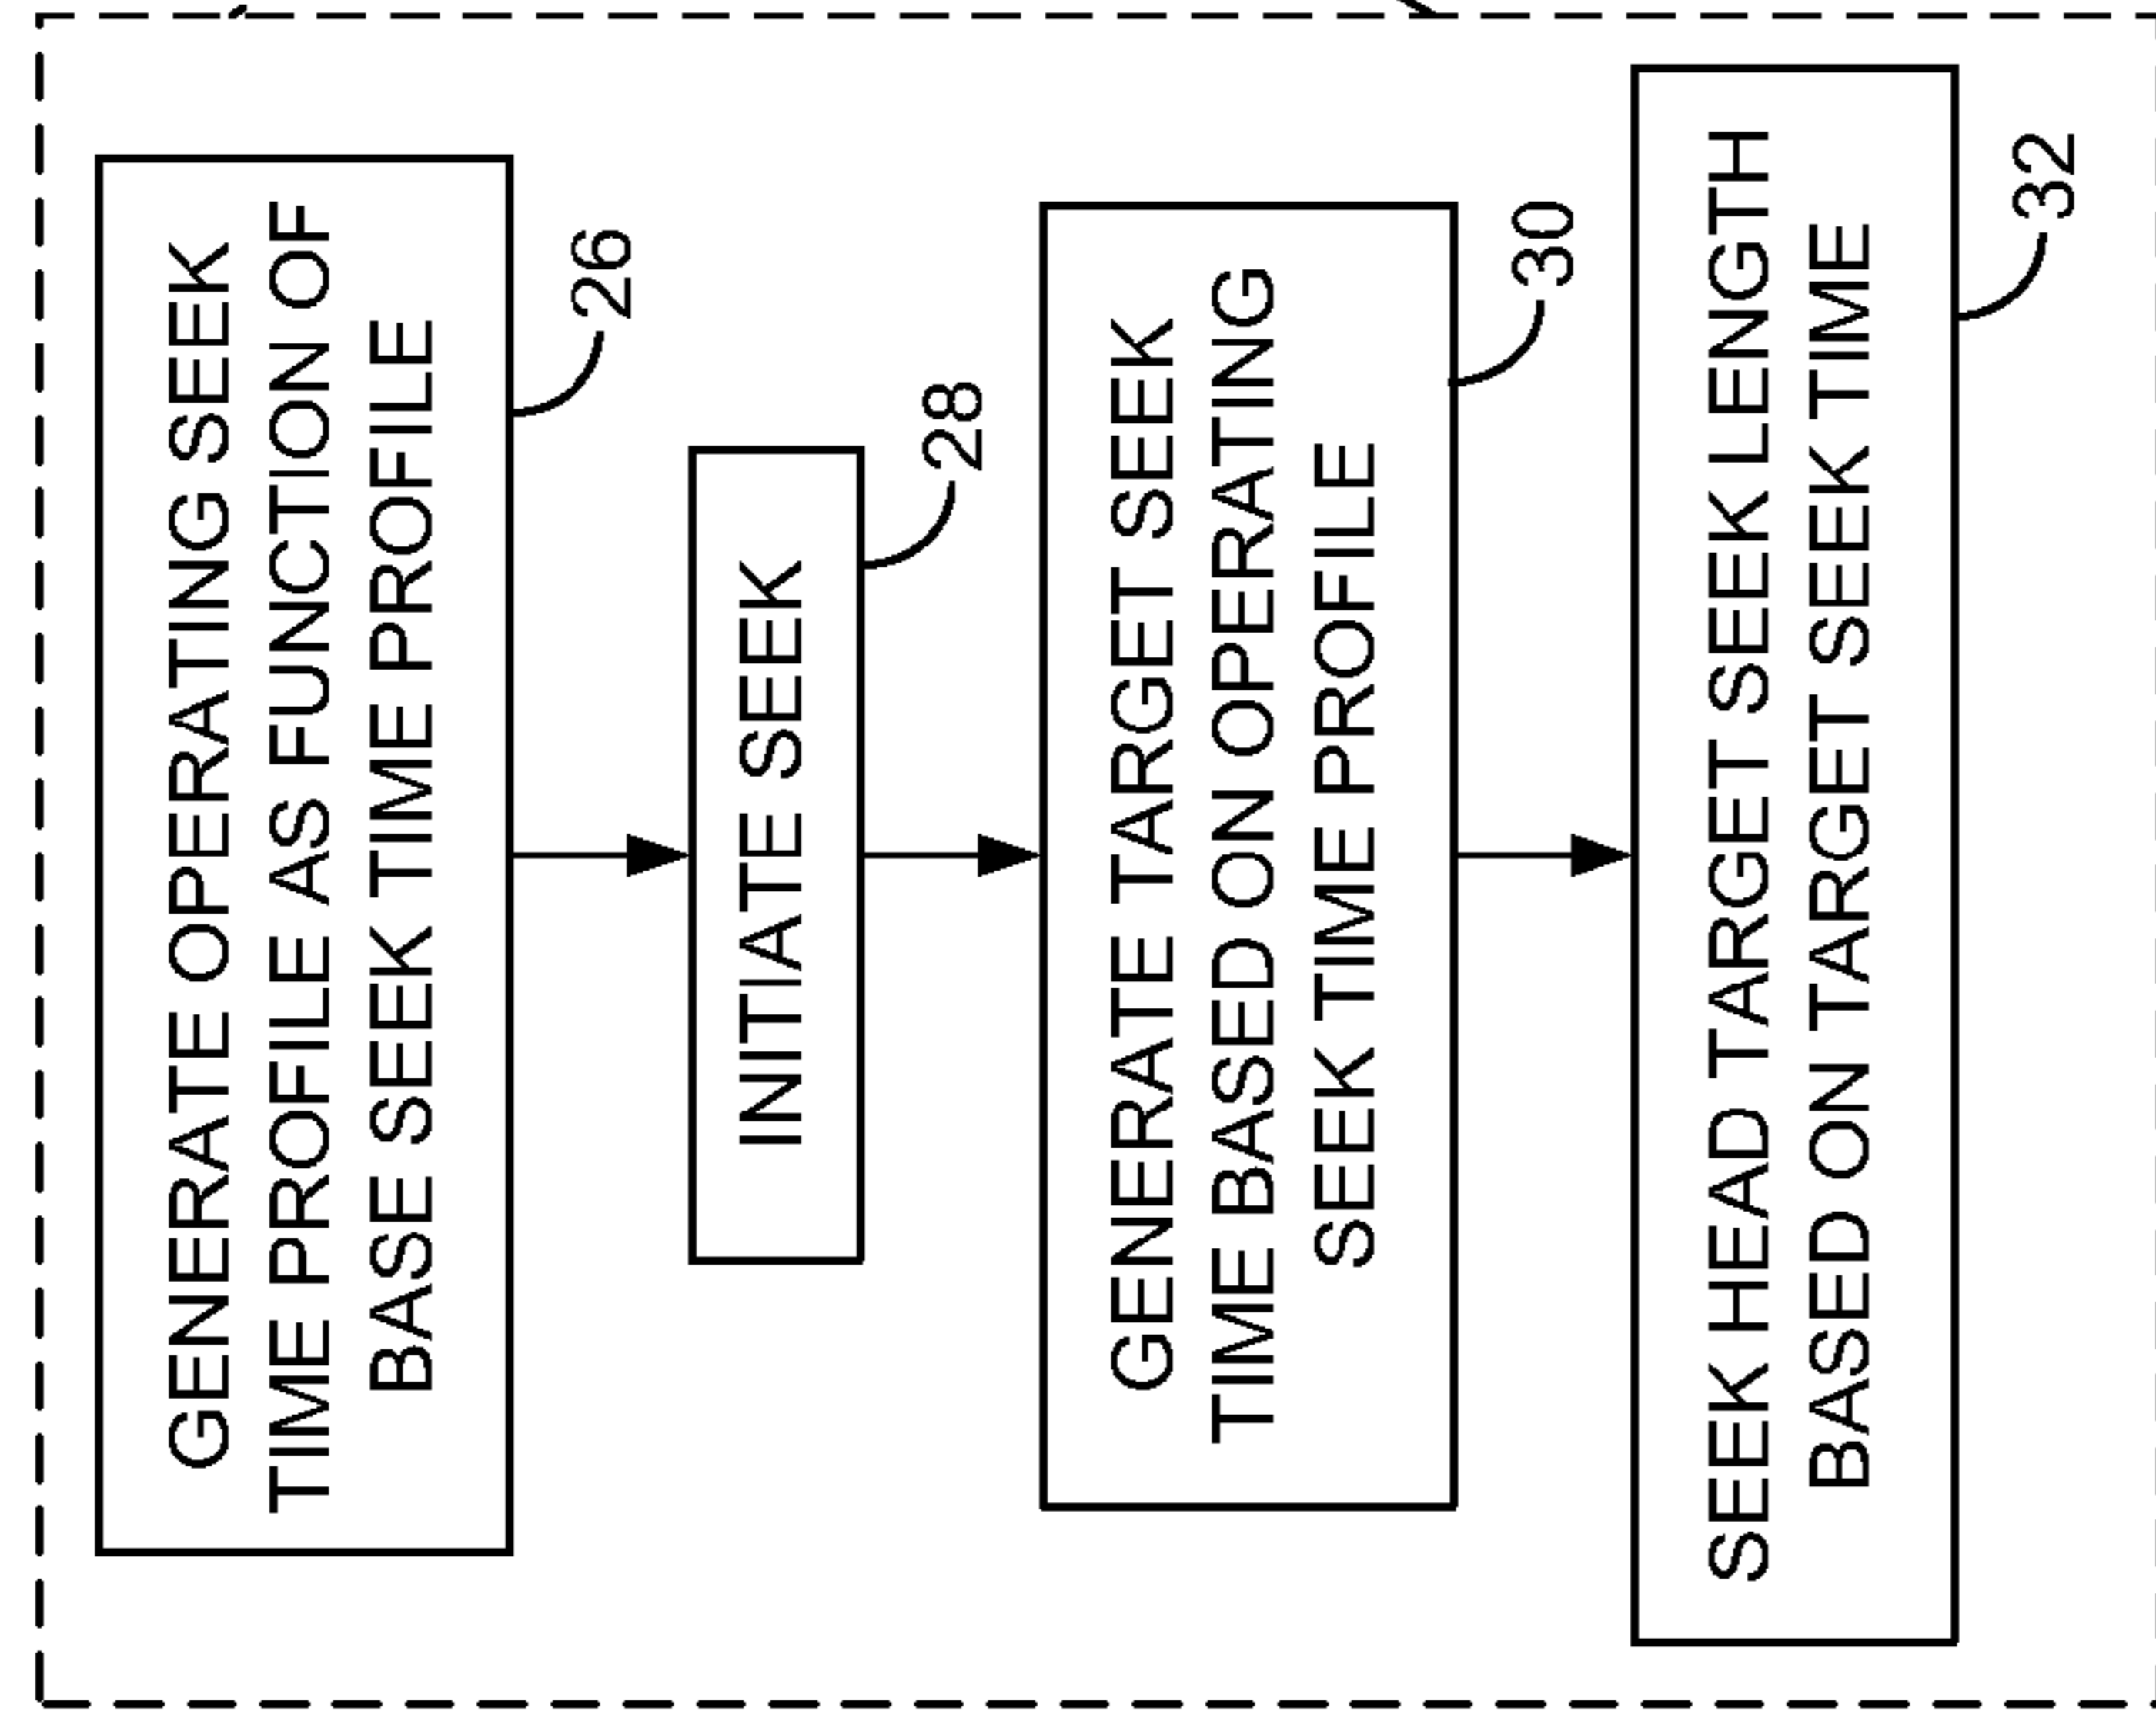 GENERATE OPERATING SEEK
TIME PROFILE AS FUNCTION OF
BASE SEEK TIME PROFILE
26
INITIATE SEEK
28
GENERATE TARGET SEEK
TIME BASED ON OPERATING
SEEK TIME PROFILE
30
SEEK HEAD TARGET SEEK LENGTH
BASED ON TARGET SEEK TIME
32